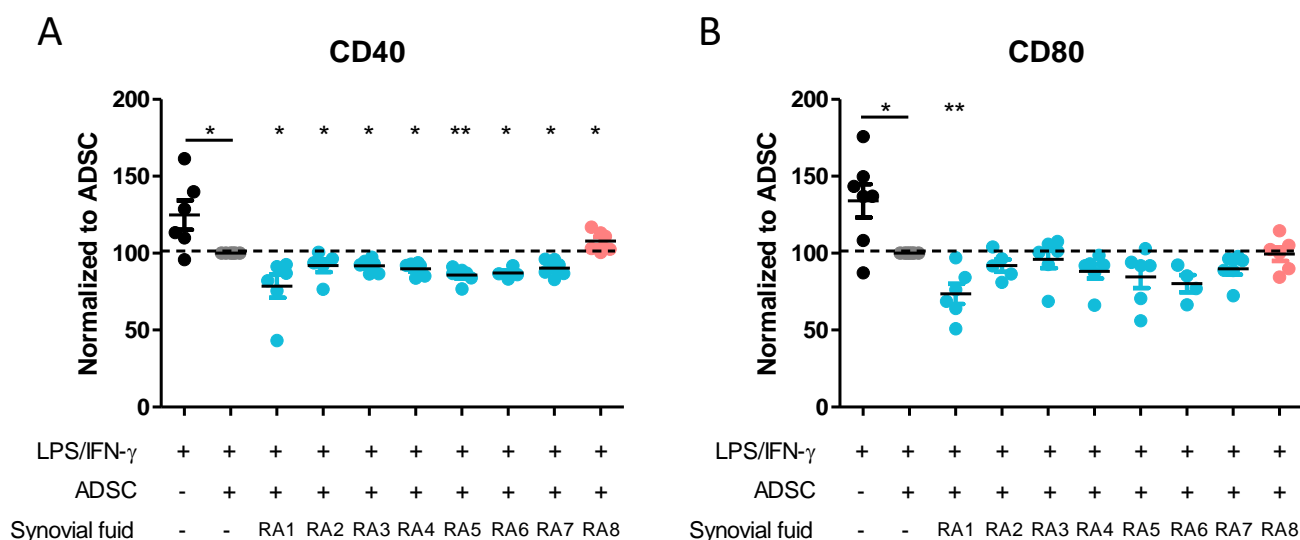 A
CD40
Normalized to ADSC
200
150
100
50
0
* * * * * ** * * *
LPS/IFN-γ + + + + + + + + + +
ADSC - + + + + + + + + +
Synovial fuid - - RA1 RA2 RA3 RA4 RA5 RA6 RA7 RA8
B
CD80
Normalized to ADSC
200
150
100
50
0
* **
LPS/IFN-γ + + + + + + + + + +
ADSC - + + + + + + + + +
Synovial fuid - - RA1 RA2 RA3 RA4 RA5 RA6 RA7 RA8